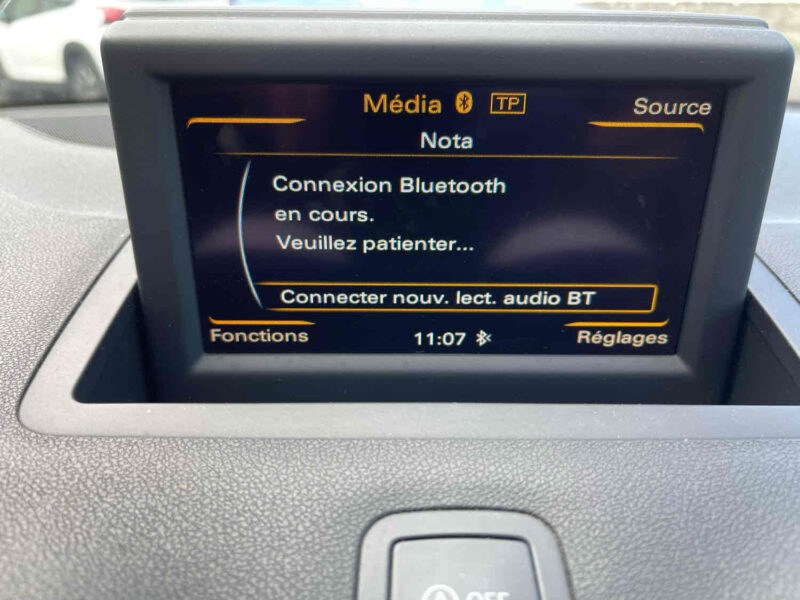 Média TP Source
Nota
Connexion Bluetooth
en cours.
Veuillez patienter...
Connecter nouv. lect. audio BT
Fonctions 11:07 Réglages
OFF